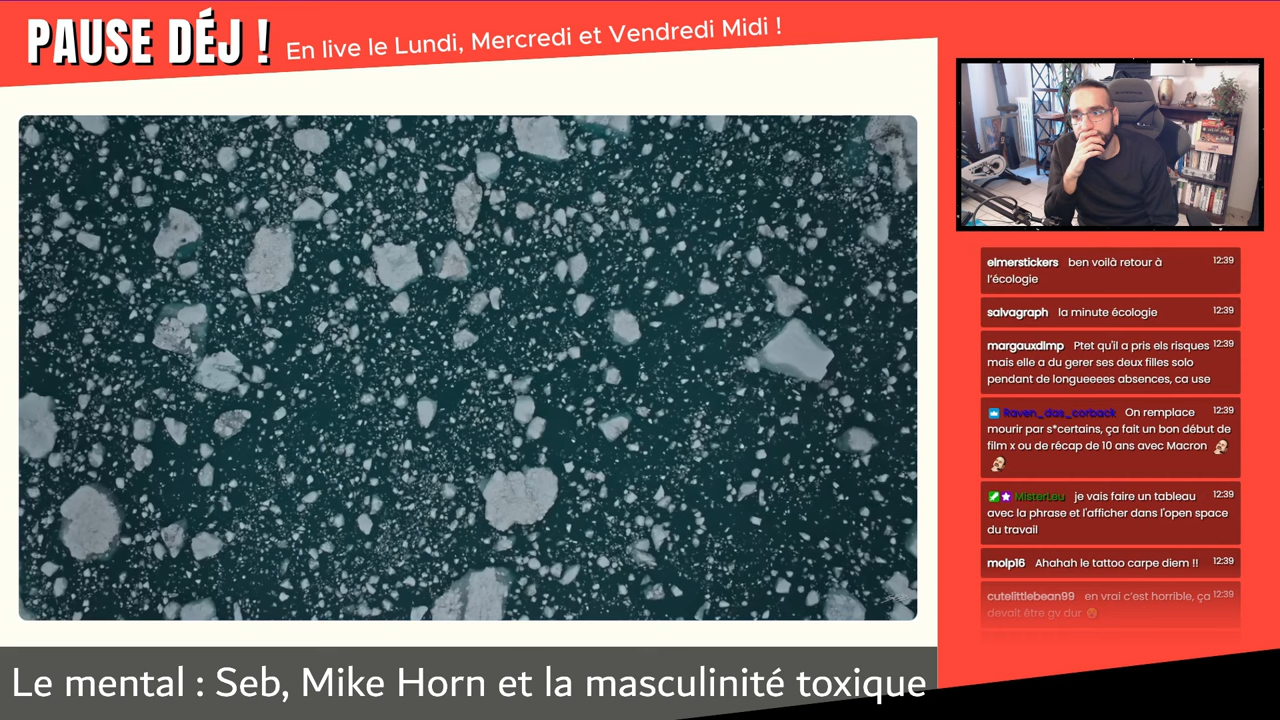 PAUSE DÉJ !
En live le Lundi, Mercredi et Vendredi Midi !
elmerstickers ben voilà retour à 12:39
l'écologie
salvagraph la minute écologie 12:39
margauxdlmp Ptet qu'il a pris els risques 12:39
mais elle a du gerer ses deux filles solo
pendant de longueeees absences, ca use
Raven_das_corback On remplace 12:39
mourir par s*certains, ça fait un bon début de
film x ou de récap de 10 ans avec Macron
MisterLeu je vais faire un tableau 12:39
avec la phrase et l'afficher dans l'open space
du travail
molp16 Ahahah le tattoo carpe diem !! 12:39
cutelittlebean99 en vrai c'est horrible, ça 12:39
devait être gv dur
Le mental : Seb, Mike Horn et la masculinité toxique